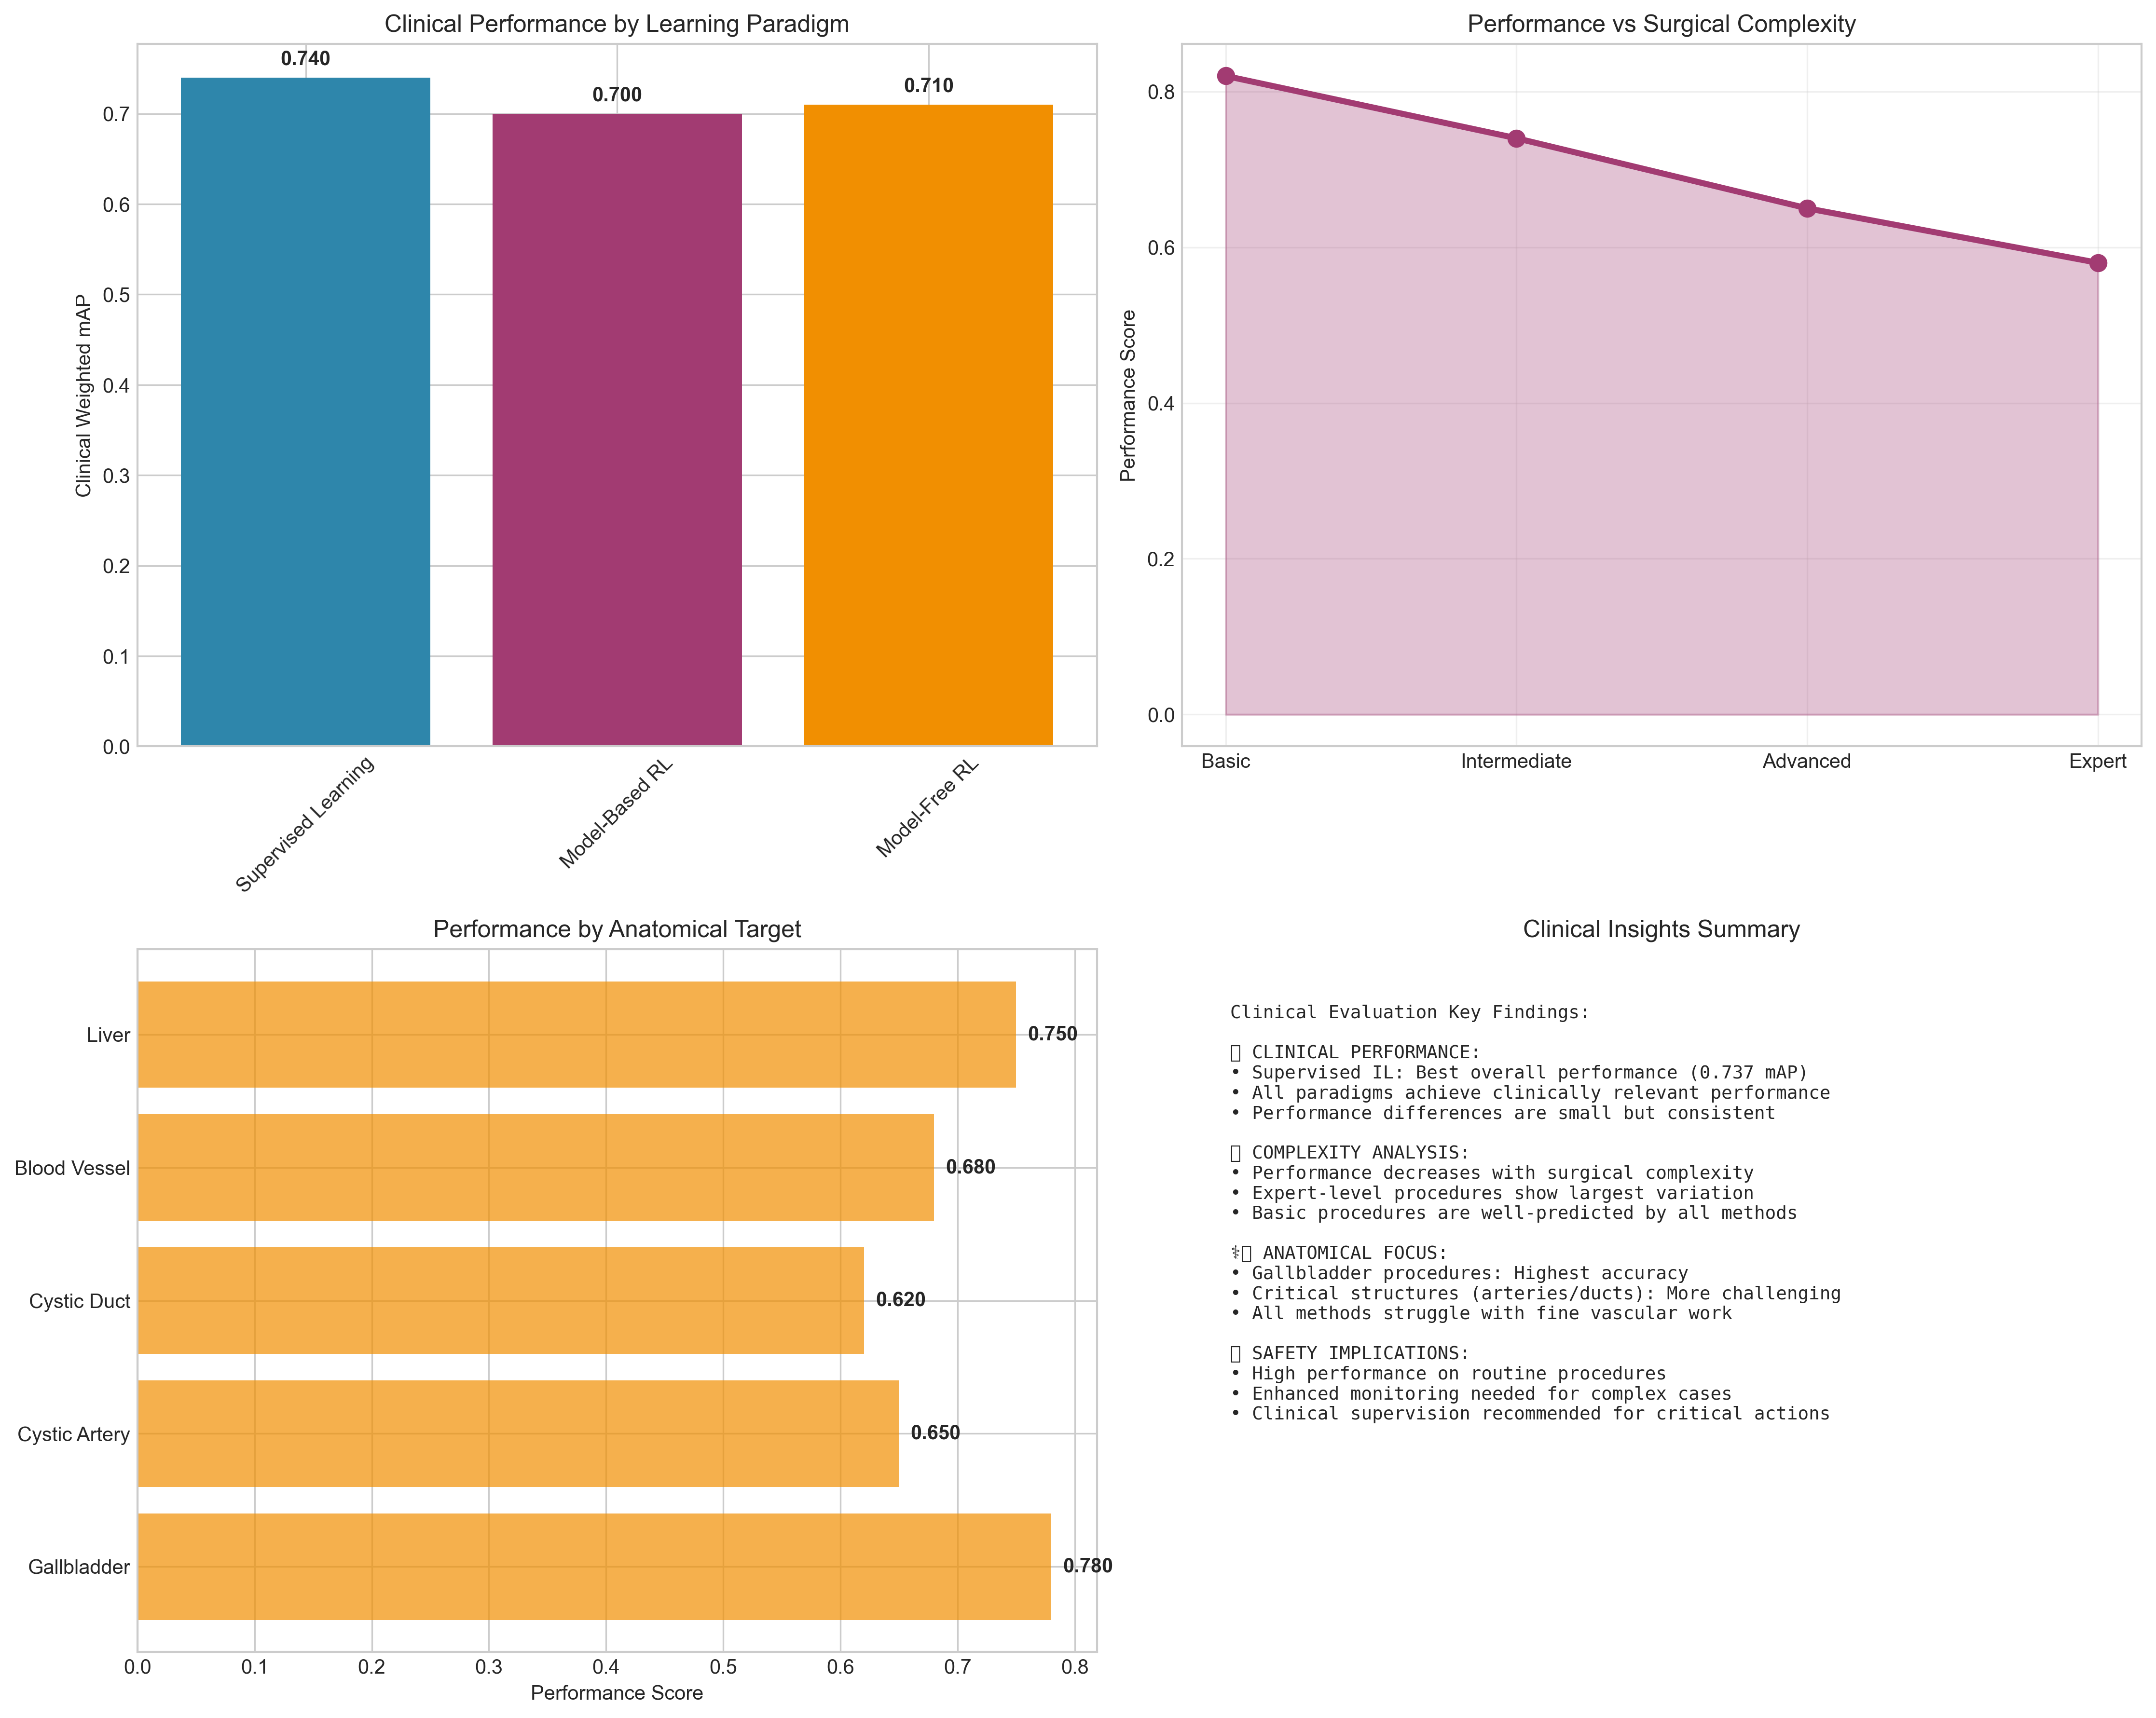 Clinical Performance by Learning Paradigm
Clinical Weighted mAP
0.7
0.6
0.5
0.4
0.3
0.2
0.1
0.0
0.740
0.700
0.710
Supervised Learning
Model-Based RL
Model-Free RL
Performance vs Surgical Complexity
Performance Score
0.8
0.6
0.4
0.2
0.0
Basic
Intermediate
Advanced
Expert
Performance by Anatomical Target
Liver
0.750
Blood Vessel
0.680
Cystic Duct
0.620
Cystic Artery
0.650
Gallbladder
0.780
0.0
0.1
0.2
0.3
0.4
0.5
0.6
0.7
0.8
Performance Score
Clinical Insights Summary
Clinical Evaluation Key Findings:
▯ CLINICAL PERFORMANCE:
• Supervised IL: Best overall performance (0.737 mAP)
• All paradigms achieve clinically relevant performance
• Performance differences are small but consistent
▯ COMPLEXITY ANALYSIS:
• Performance decreases with surgical complexity
• Expert-level procedures show largest variation
• Basic procedures are well-predicted by all methods
⚕▯ ANATOMICAL FOCUS:
• Gallbladder procedures: Highest accuracy
• Critical structures (arteries/ducts): More challenging
• All methods struggle with fine vascular work
▯ SAFETY IMPLICATIONS:
• High performance on routine procedures
• Enhanced monitoring needed for complex cases
• Clinical supervision recommended for critical actions